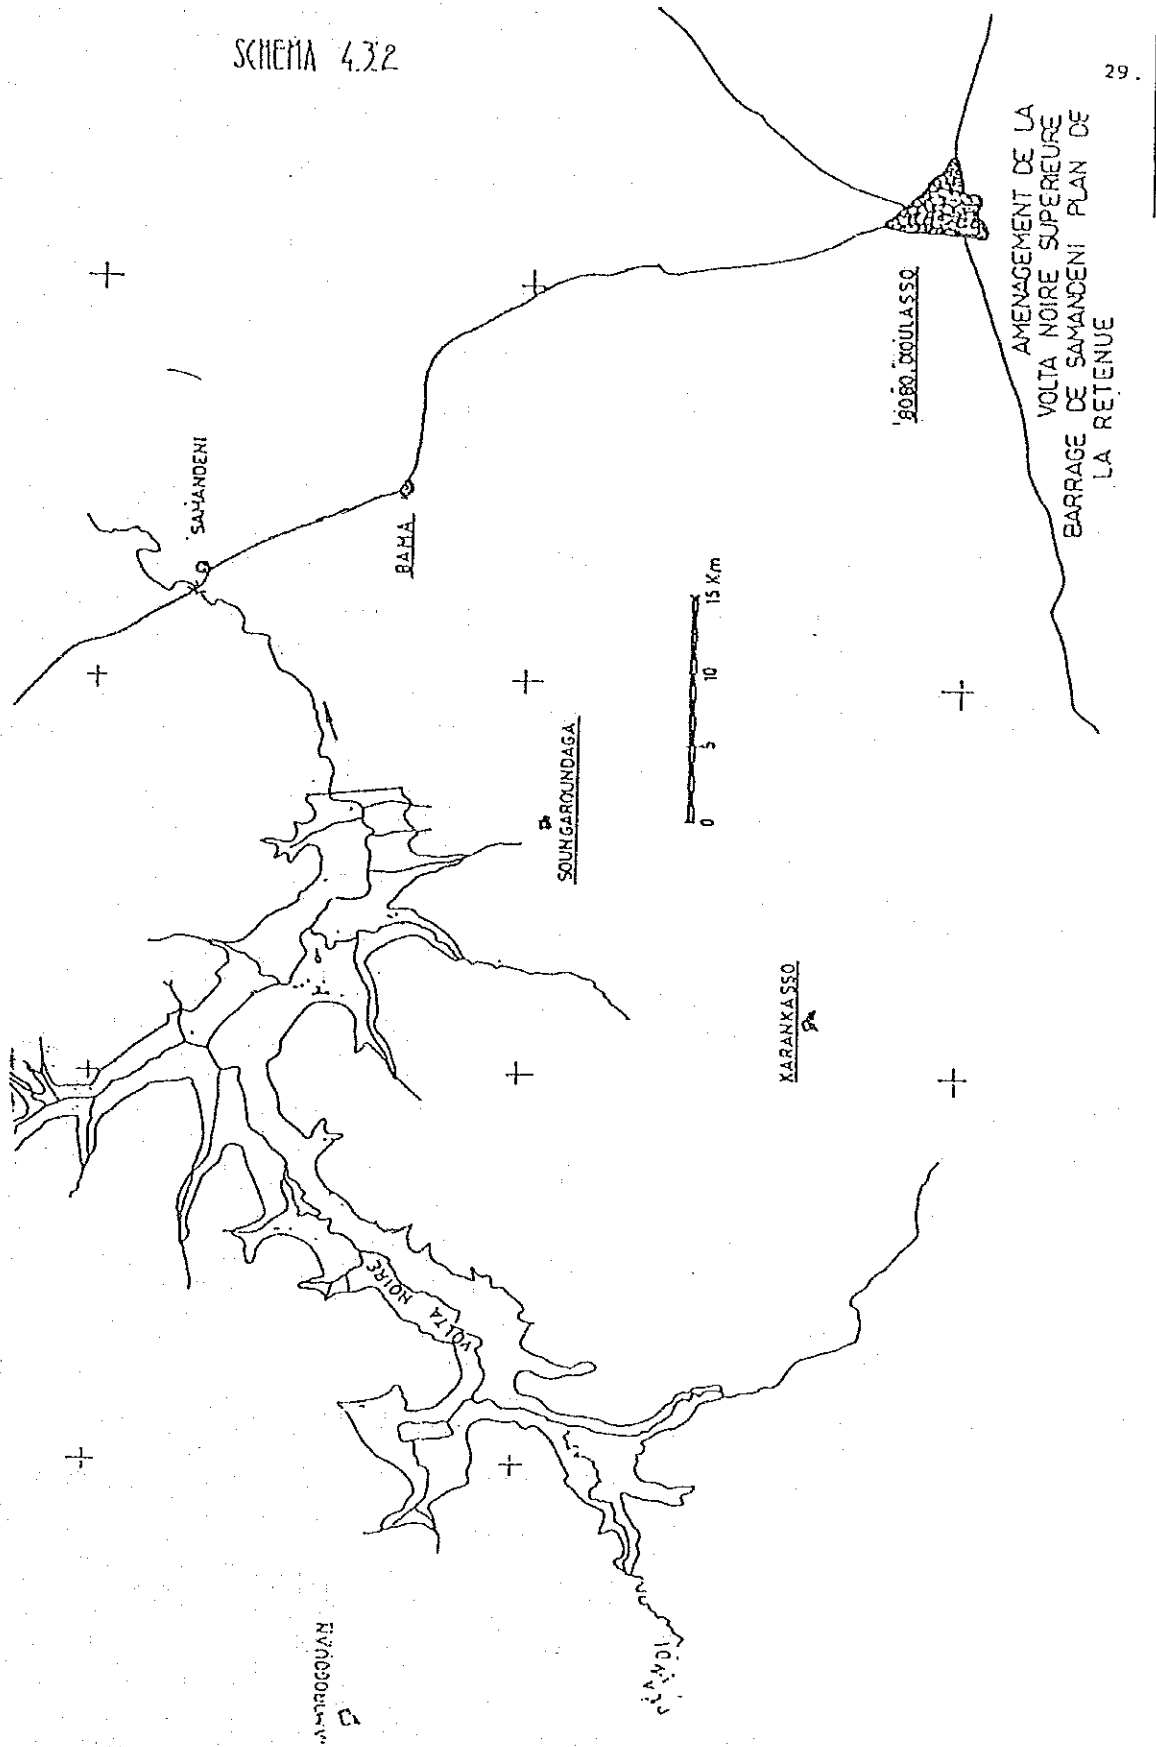 SCHEMA 4.3.2
29.
AMENAGEMENT DE LA
VOLTA NOIRE SUPERIEURE
BARRAGE DE SAMANDENI PLAN DE
LA RETENUE
SAMANDENI
BAMA
BOBO.DOULASSO
SOUNGAROUNDAGA
0 5 10 15 Km
KARANKASSO
VOLTA NOIRE